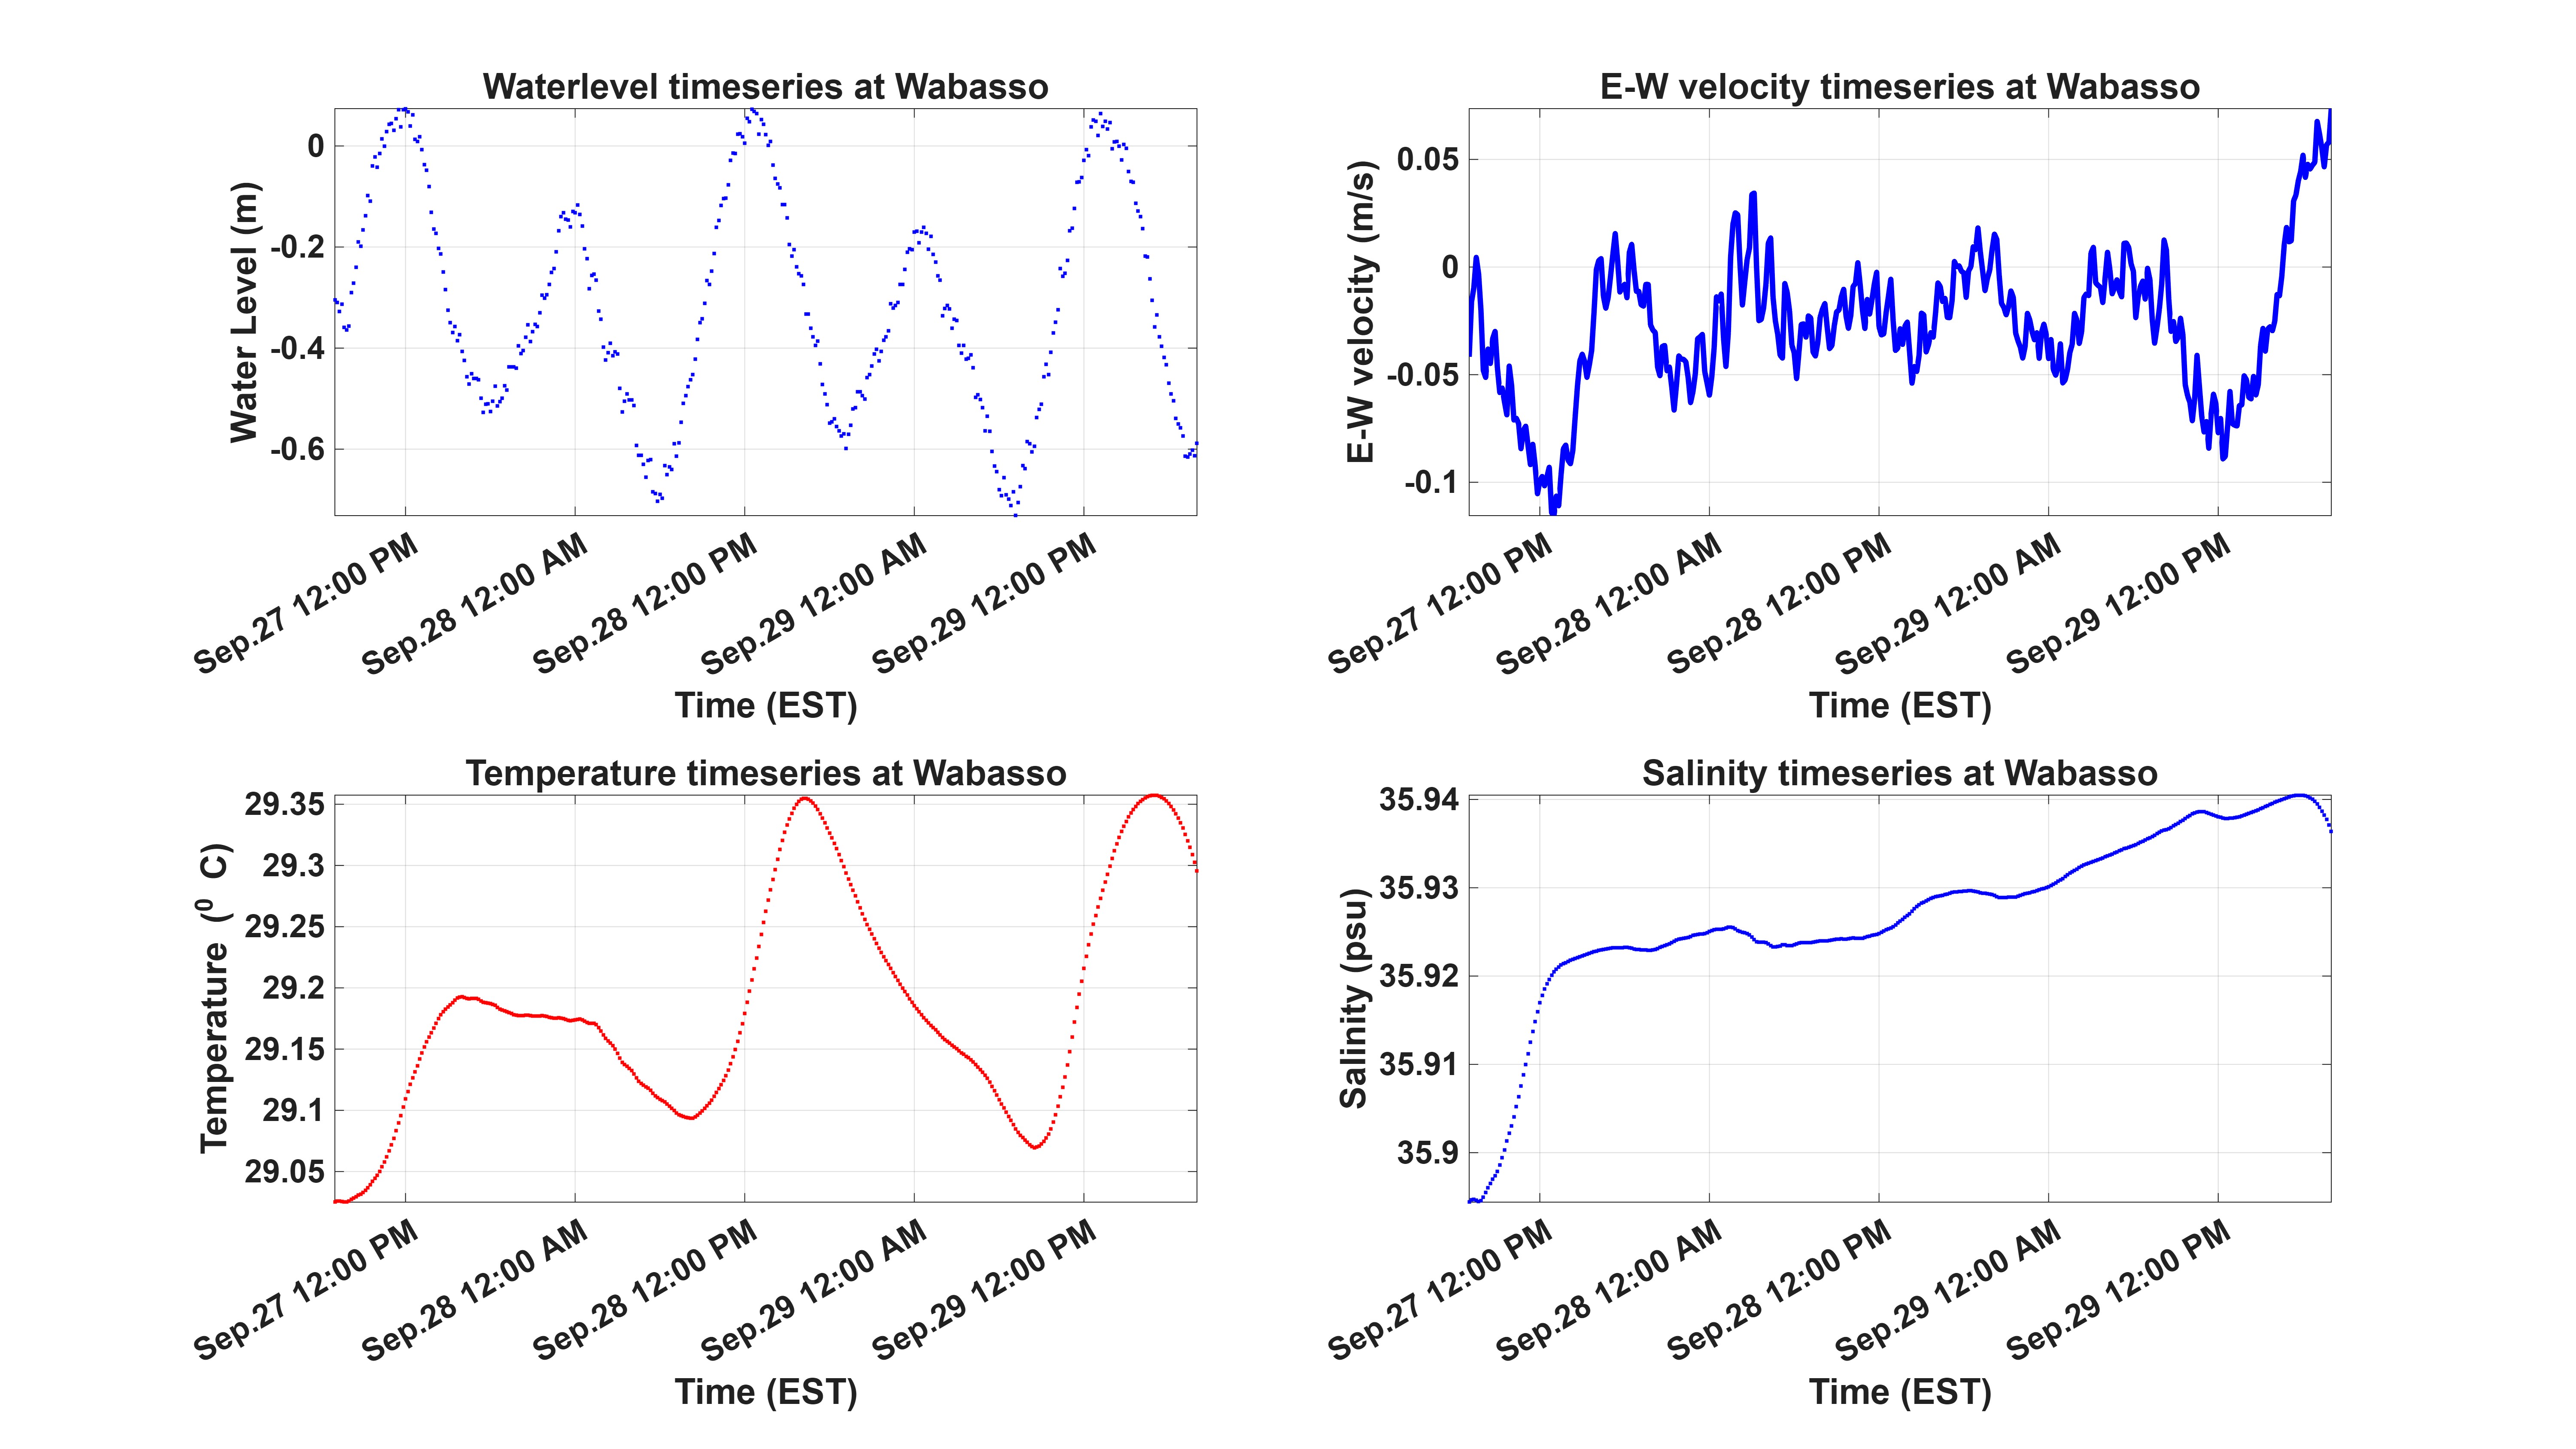 Waterlevel timeseries at Wabasso
Water Level (m)
0
-0.2
-0.4
-0.6
Sep.27 12:00 PM
Sep.28 12:00 AM
Sep.28 12:00 PM
Sep.29 12:00 AM
Sep.29 12:00 PM
Time (EST)
E-W velocity timeseries at Wabasso
E-W velocity (m/s)
0.05
0
-0.05
-0.1
Sep.27 12:00 PM
Sep.28 12:00 AM
Sep.28 12:00 PM
Sep.29 12:00 AM
Sep.29 12:00 PM
Time (EST)
Temperature timeseries at Wabasso
Temperature (⁰ C)
29.35
29.3
29.25
29.2
29.15
29.1
29.05
Sep.27 12:00 PM
Sep.28 12:00 AM
Sep.28 12:00 PM
Sep.29 12:00 AM
Sep.29 12:00 PM
Time (EST)
Salinity timeseries at Wabasso
Salinity (psu)
35.94
35.93
35.92
35.91
35.9
Sep.27 12:00 PM
Sep.28 12:00 AM
Sep.28 12:00 PM
Sep.29 12:00 AM
Sep.29 12:00 PM
Time (EST)